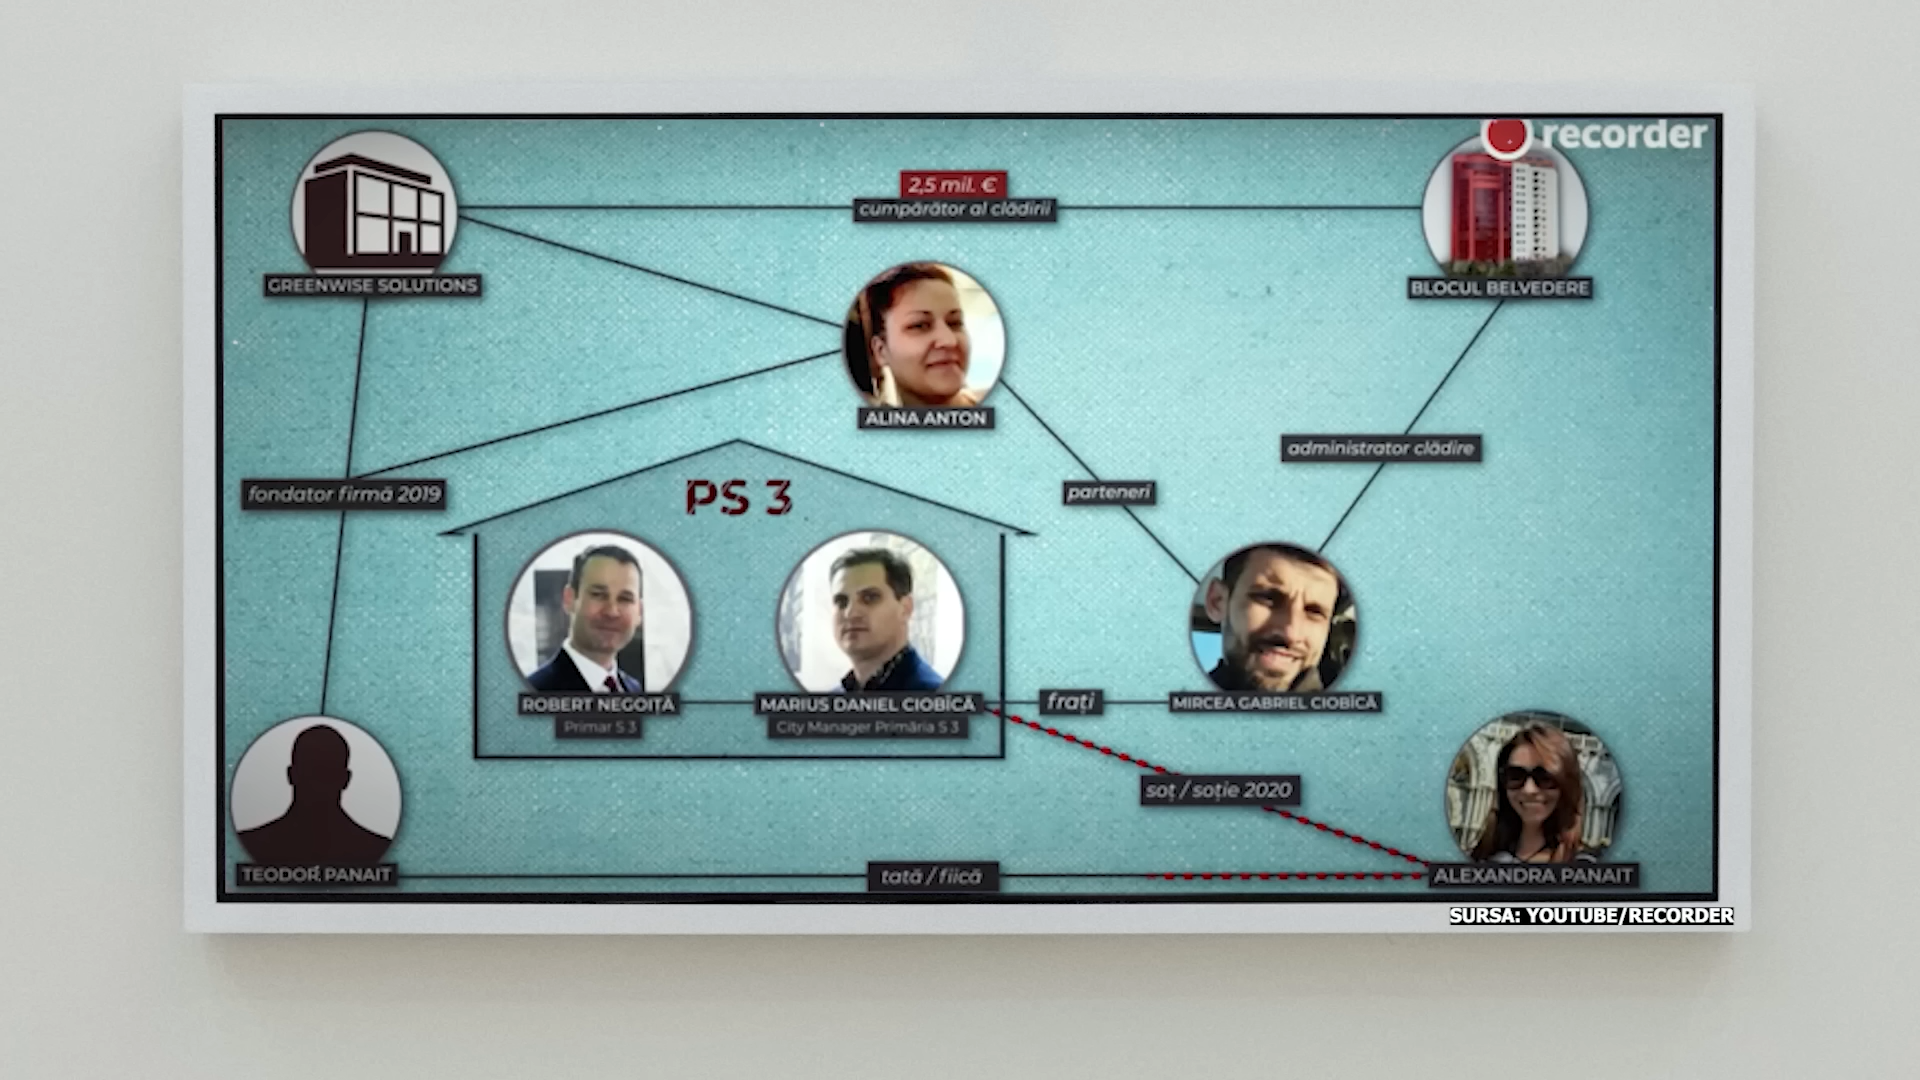 recorder
2,5 mil. €
cumpărător al clădirii
GREENWISE SOLUTIONS
BLOCUL BELVEDERE
ALINA ANTON
administrator clădire
fondator firmă 2019
PS 3
parteneri
ROBERT NEGOIȚĂ
Primar S 3
MARIUS DANIEL CIOBÎCĂ
City Manager Primăria S 3
frați
MIRCEA GABRIEL CIOBÎCĂ
soț / soție 2020
TEODOR PANAIT
tată / fiică
ALEXANDRA PANAIT
SURSA: YOUTUBE/RECORDER